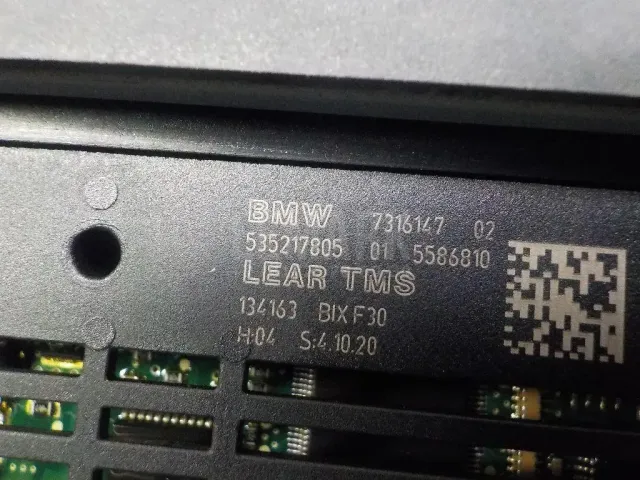 BMW 7316147 02
535217805 01 5586810
LEAR TMS
134163 BIX F30
H:04 S:4.10.20